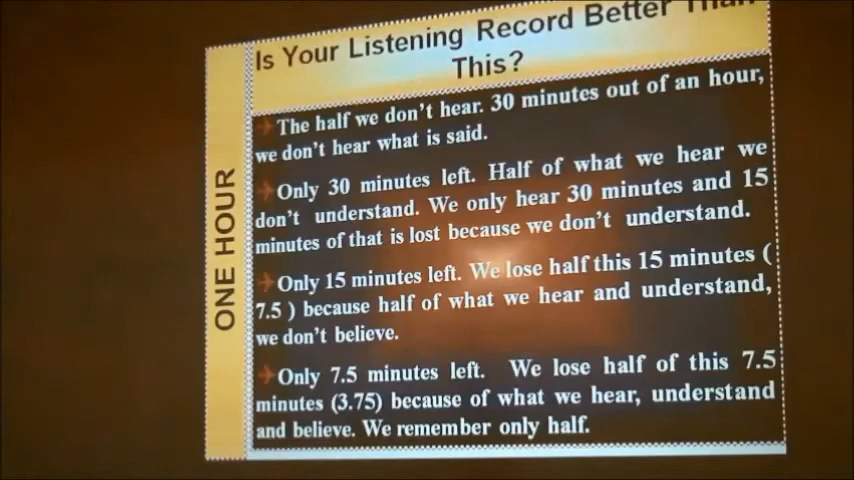 Is Your Listening Record Better Than
This?
ONE HOUR
The half we don't hear. 30 minutes out of an hour,
we don't hear what is said.
Only 30 minutes left. Half of what we hear we
don't understand. We only hear 30 minutes and 15
minutes of that is lost because we don't understand.
Only 15 minutes left. We lose half this 15 minutes (
7.5 ) because half of what we hear and understand,
we don't believe.
Only 7.5 minutes left. We lose half of this 7.5
minutes (3.75) because of what we hear, understand
and believe. We remember only half.